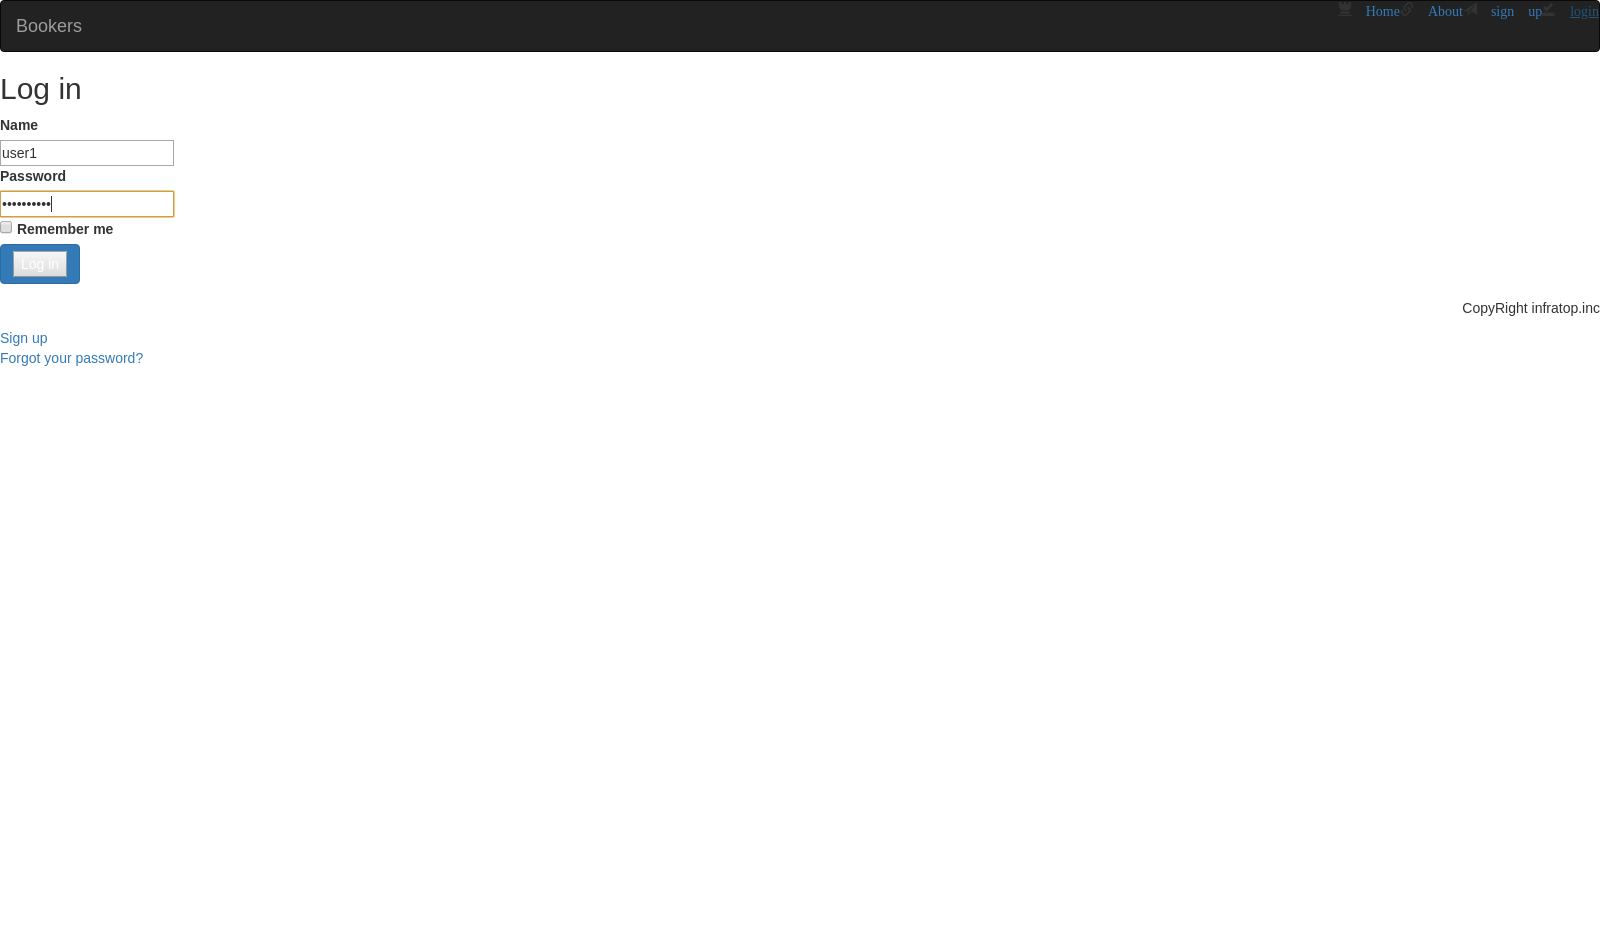 Bookers Home About sign up login
Log in
Name
user1
Password
••••••••••
Remember me
Log in
CopyRight infratop.inc
Sign up
Forgot your password?